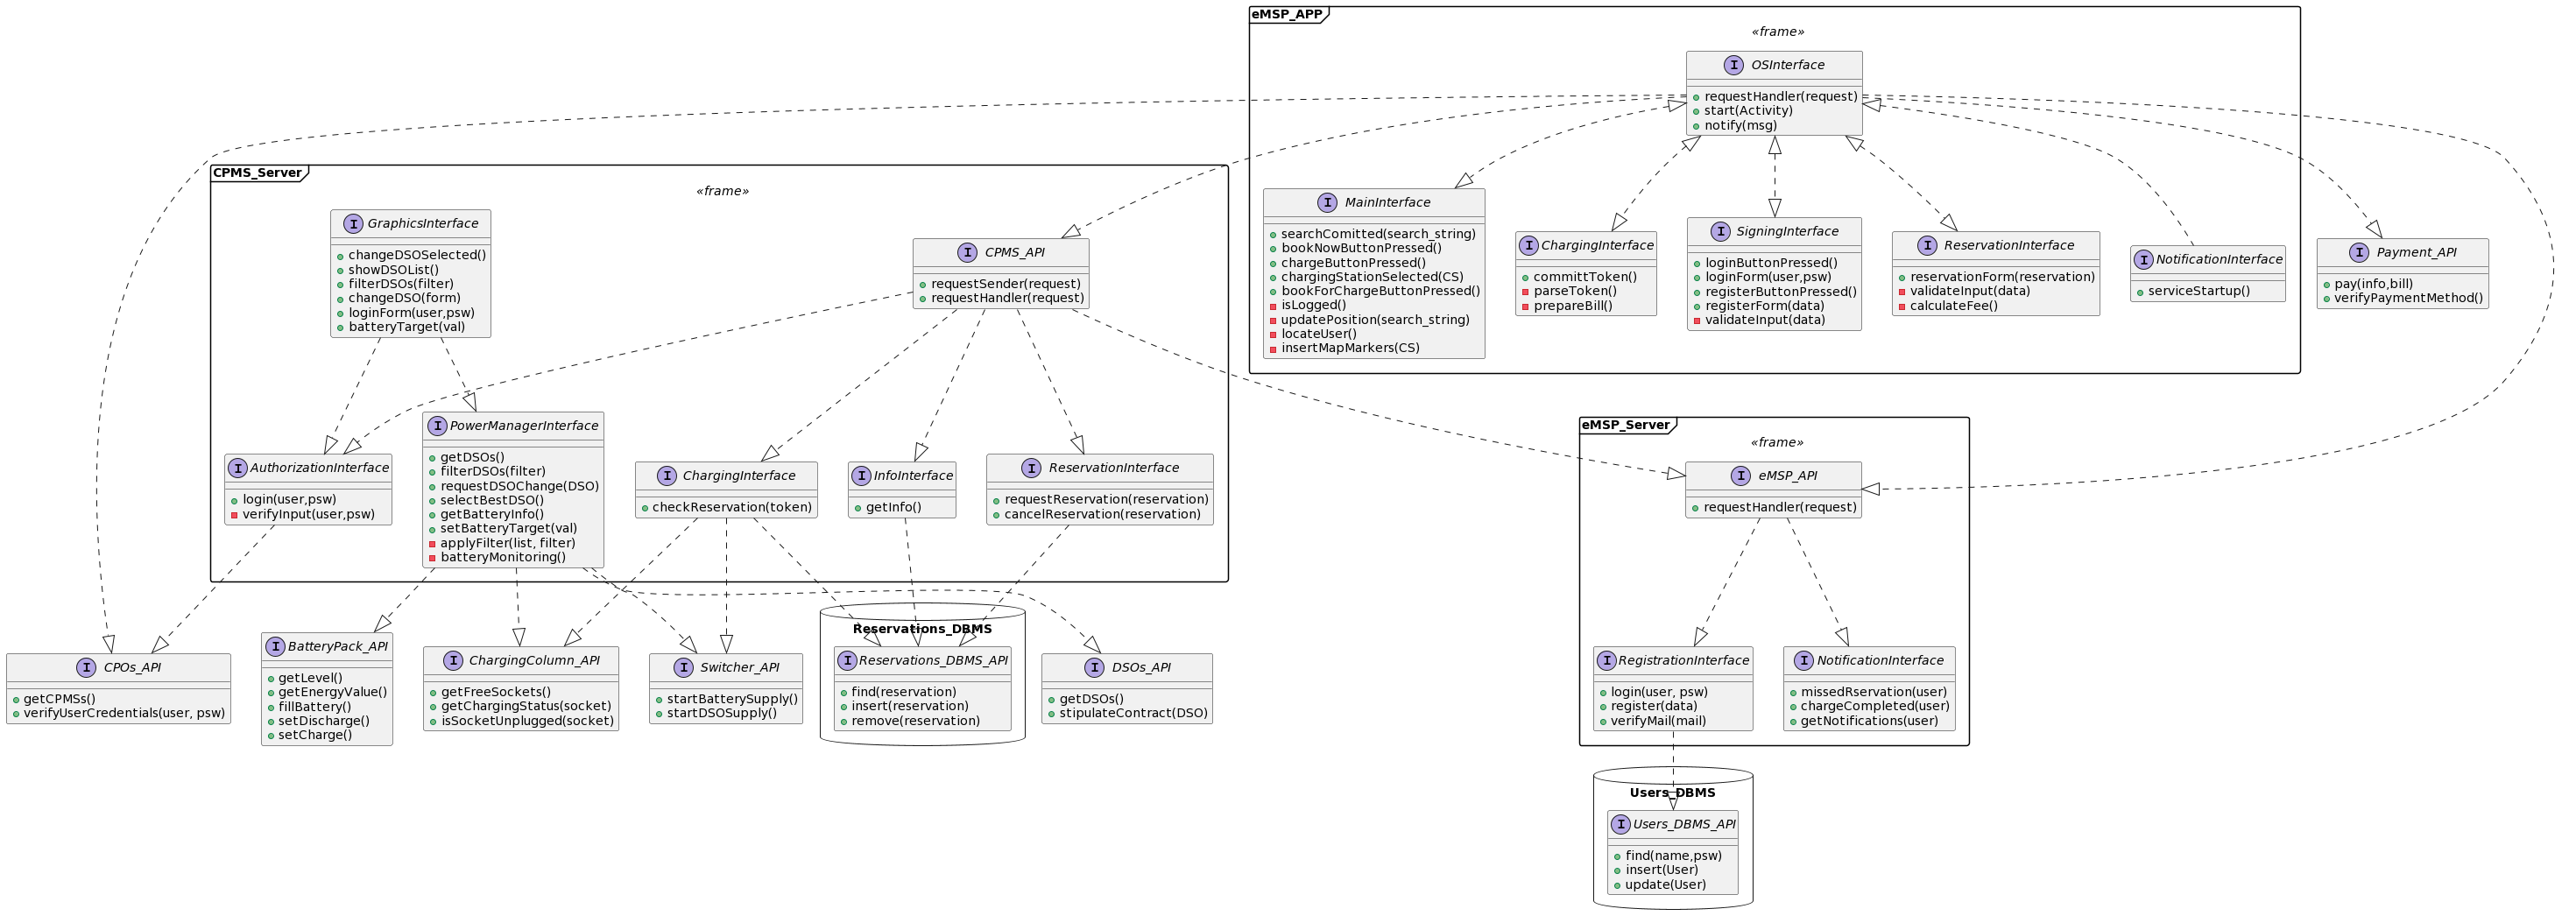 eMSP_APP
«frame»
I OSInterface
requestHandler(request)
start(Activity)
notify(msg)
I MainInterface
searchComitted(search_string)
bookNowButtonPressed()
chargeButtonPressed()
chargingStationSelected(CS)
bookForChargeButtonPressed()
isLogged()
updatePosition(search_string)
locateUser()
insertMapMarkers(CS)
I ChargingInterface
committToken()
parseToken()
prepareBill()
I SigningInterface
loginButtonPressed()
loginForm(user,psw)
registerButtonPressed()
registerForm(data)
validateInput(data)
I ReservationInterface
reservationForm(reservation)
validateInput(data)
calculateFee()
I NotificationInterface
serviceStartup()
I Payment_API
pay(info,bill)
verifyPaymentMethod()
CPMS_Server
«frame»
I GraphicsInterface
changeDSOSelected()
showDSOList()
filterDSOs(filter)
changeDSO(form)
loginForm(user,psw)
batteryTarget(val)
I CPMS_API
requestSender(request)
requestHandler(request)
I AuthorizationInterface
login(user,psw)
verifyInput(user,psw)
I PowerManagerInterface
getDSOs()
filterDSOs(filter)
requestDSOChange(DSO)
selectBestDSO()
getBatteryInfo()
setBatteryTarget(val)
applyFilter(list, filter)
batteryMonitoring()
I ChargingInterface
checkReservation(token)
I InfoInterface
getInfo()
I ReservationInterface
requestReservation(reservation)
cancelReservation(reservation)
eMSP_Server
«frame»
I eMSP_API
requestHandler(request)
I RegistrationInterface
login(user, psw)
register(data)
verifyMail(mail)
I NotificationInterface
missedRservation(user)
chargeCompleted(user)
getNotifications(user)
I CPOs_API
getCPMSs()
verifyUserCredentials(user, psw)
I BatteryPack_API
getLevel()
getEnergyValue()
fillBattery()
setDischarge()
setCharge()
I ChargingColumn_API
getFreeSockets()
getChargingStatus(socket)
isSocketUnplugged(socket)
I Switcher_API
startBatterySupply()
startDSOSupply()
Reservations_DBMS
I Reservations_DBMS_API
find(reservation)
insert(reservation)
remove(reservation)
I DSOs_API
getDSOs()
stipulateContract(DSO)
Users_DBMS
I Users_DBMS_API
find(name,psw)
insert(User)
update(User)